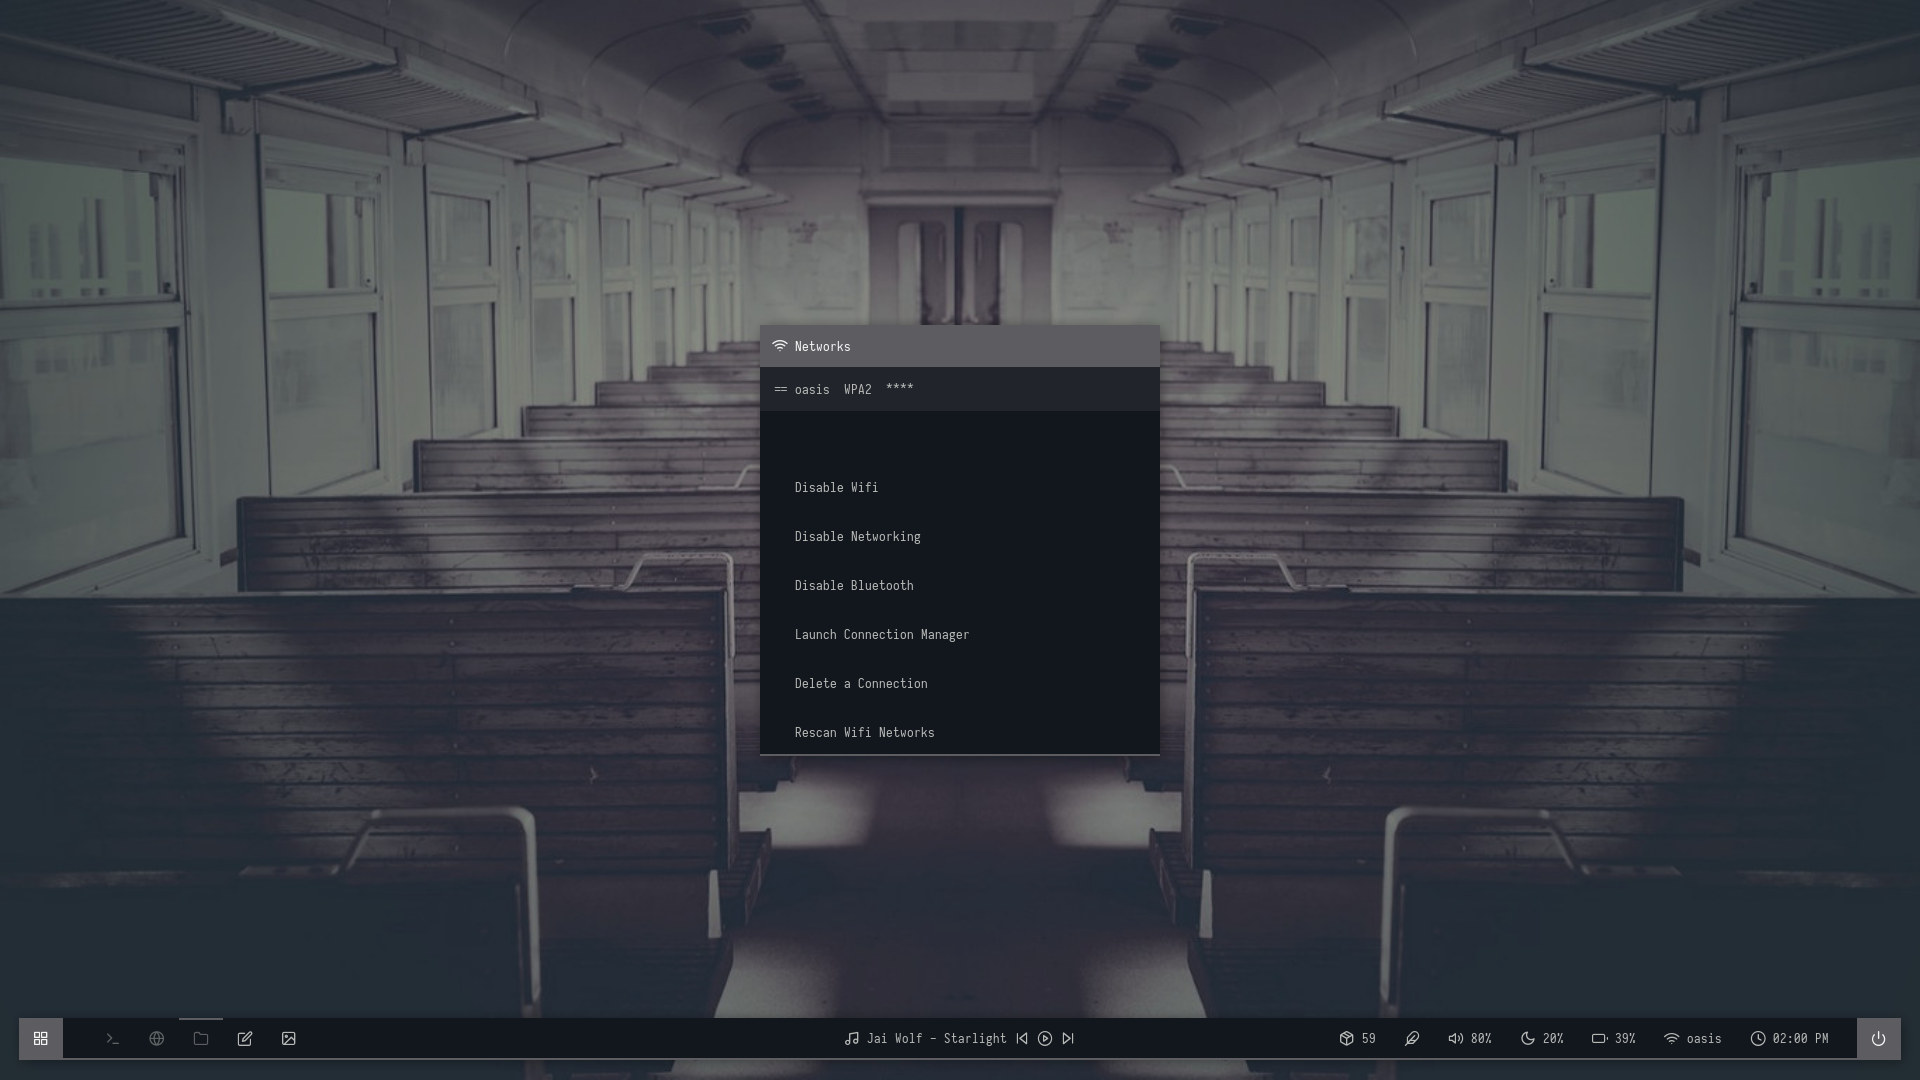 Networks
== oasis  WPA2  ****
Disable Wifi
Disable Networking
Disable Bluetooth
Launch Connection Manager
Delete a Connection
Rescan Wifi Networks
Jai Wolf - Starlight
59
80%
20%
39%
oasis
02:00 PM